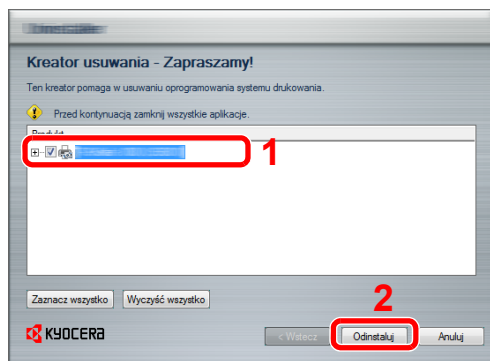 Kreator usuwania - Zapraszamy!
Ten kreator pomaga w usuwaniu oprogramowania systemu drukowania.
Przed kontynuacją zamknij wszystkie aplikacje.
Produkt
1
Zaznacz wszystko Wyczyść wszystko
2
KYOCERA < Wstecz Odinstaluj Anuluj